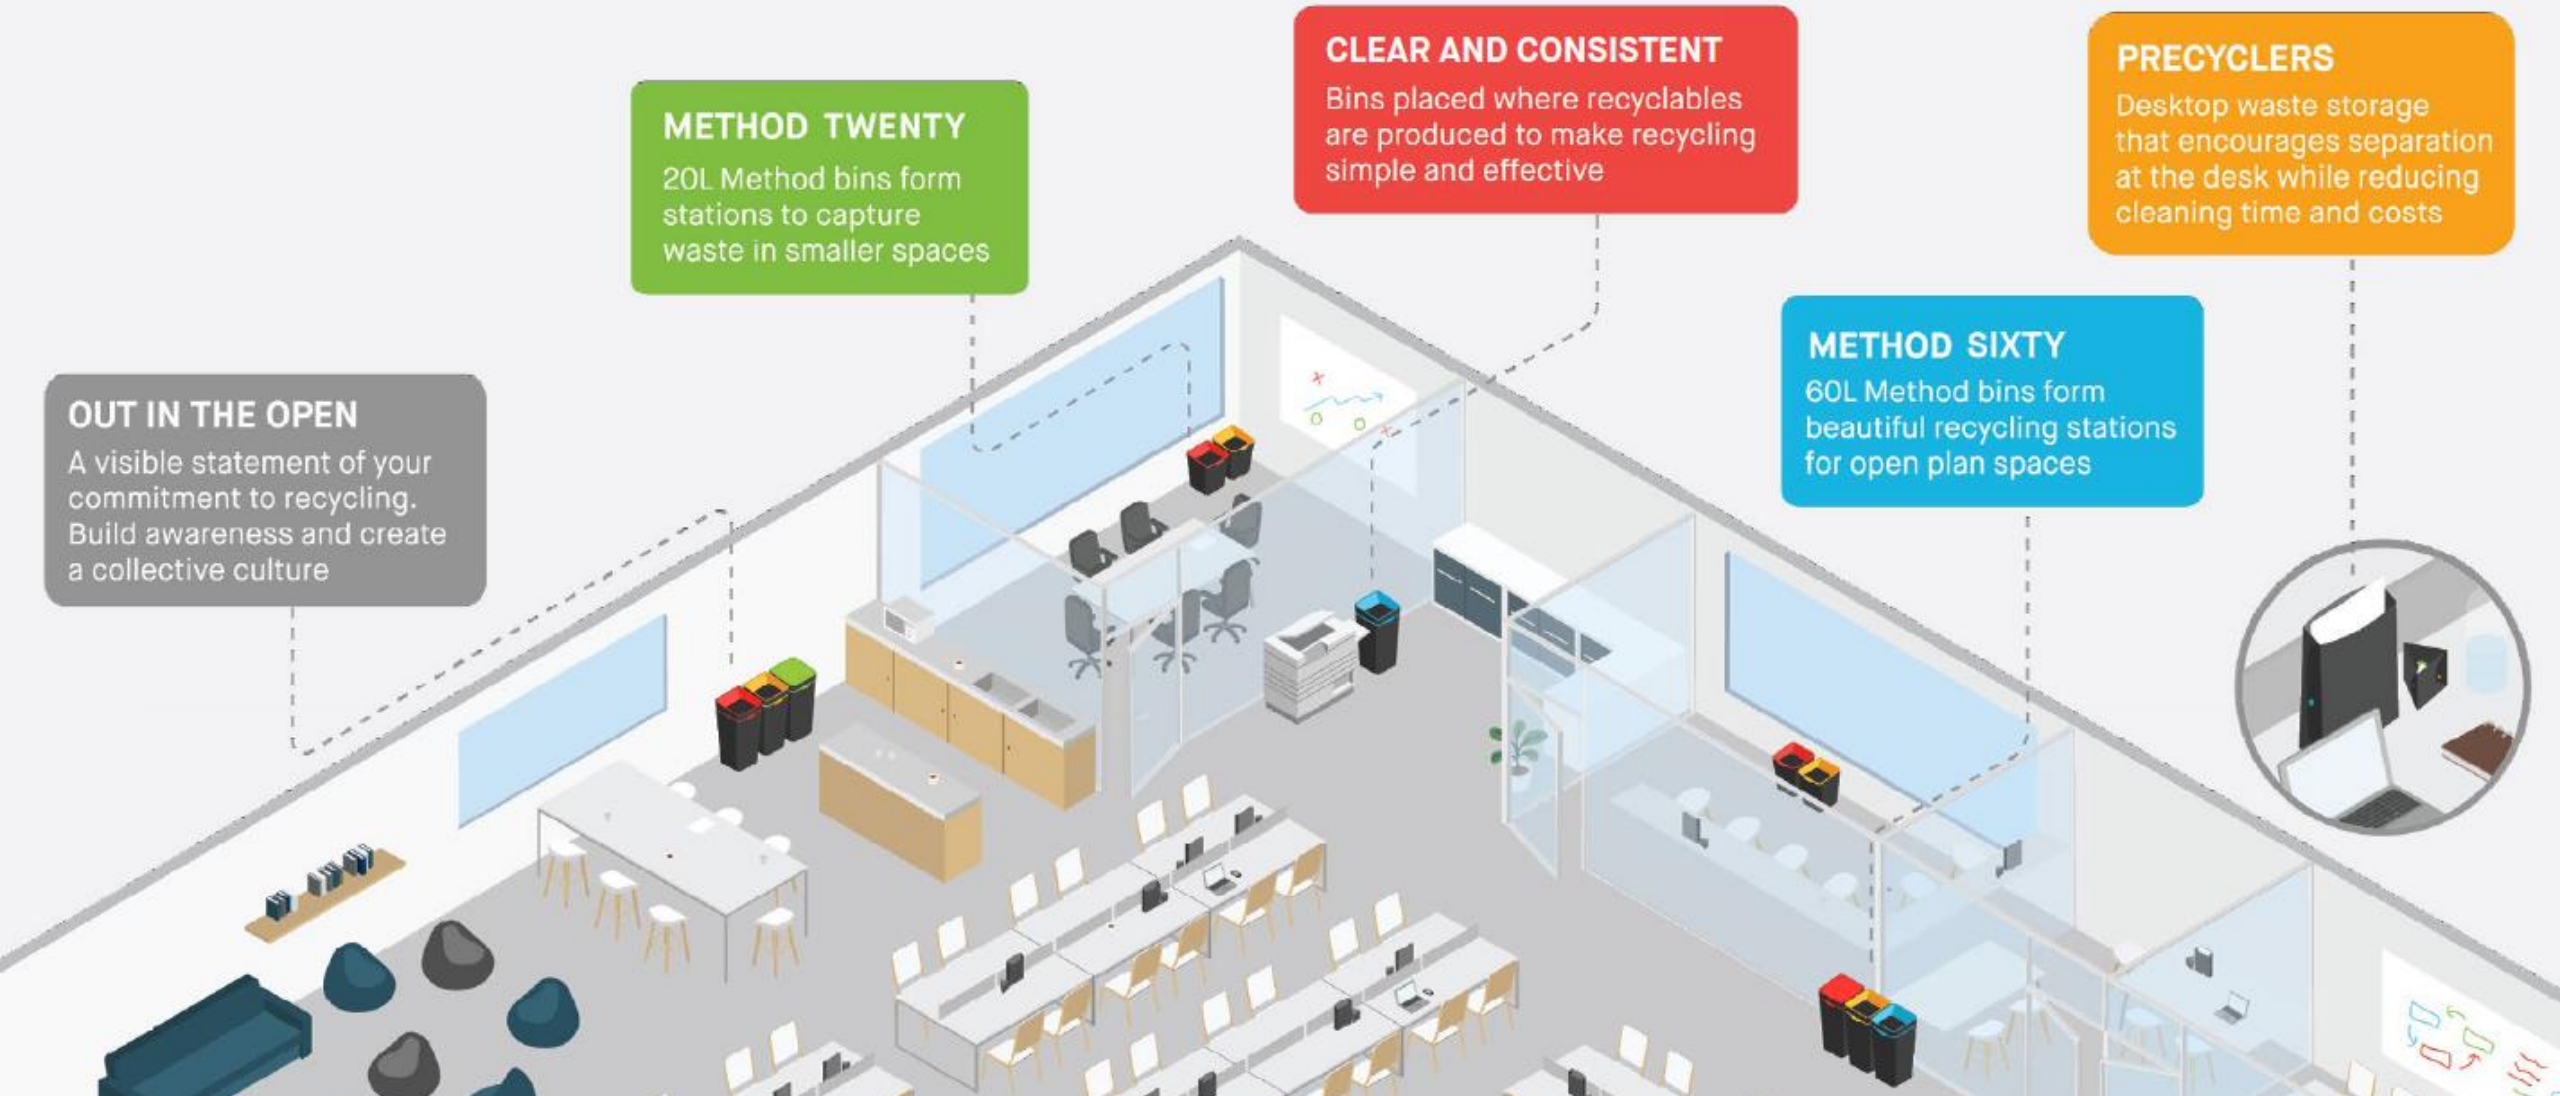 OUT IN THE OPEN
A visible statement of your
commitment to recycling.
Build awareness and create
a collective culture
METHOD TWENTY
20L Method bins form
stations to capture
waste in smaller spaces
CLEAR AND CONSISTENT
Bins placed where recyclables
are produced to make recycling
simple and effective
METHOD SIXTY
60L Method bins form
beautiful recycling stations
for open plan spaces
PRECYCLERS
Desktop waste storage
that encourages separation
at the desk while reducing
cleaning time and costs